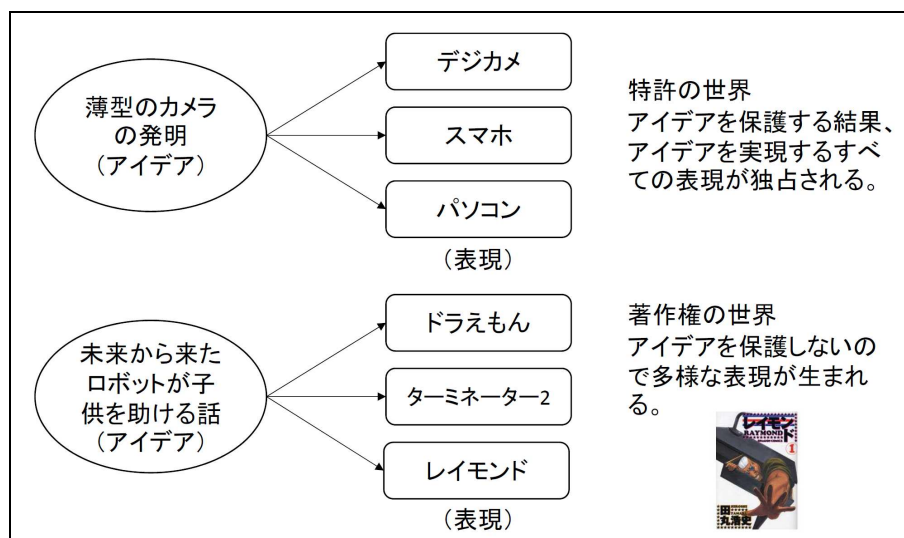 薄型のカメラ
の発明
（アイデア）
デジカメ
スマホ
パソコン
（表現）
特許の世界
アイデアを保護する結果、
アイデアを実現するすべ
ての表現が独占される。
未来から来た
ロボットが子
供を助ける話
（アイデア）
ドラえもん
ターミネーター2
レイモンド
（表現）
著作権の世界
アイデアを保護しないの
で多様な表現が生まれ
る。
レイモンド
RAYMOND
1
田丸浩史